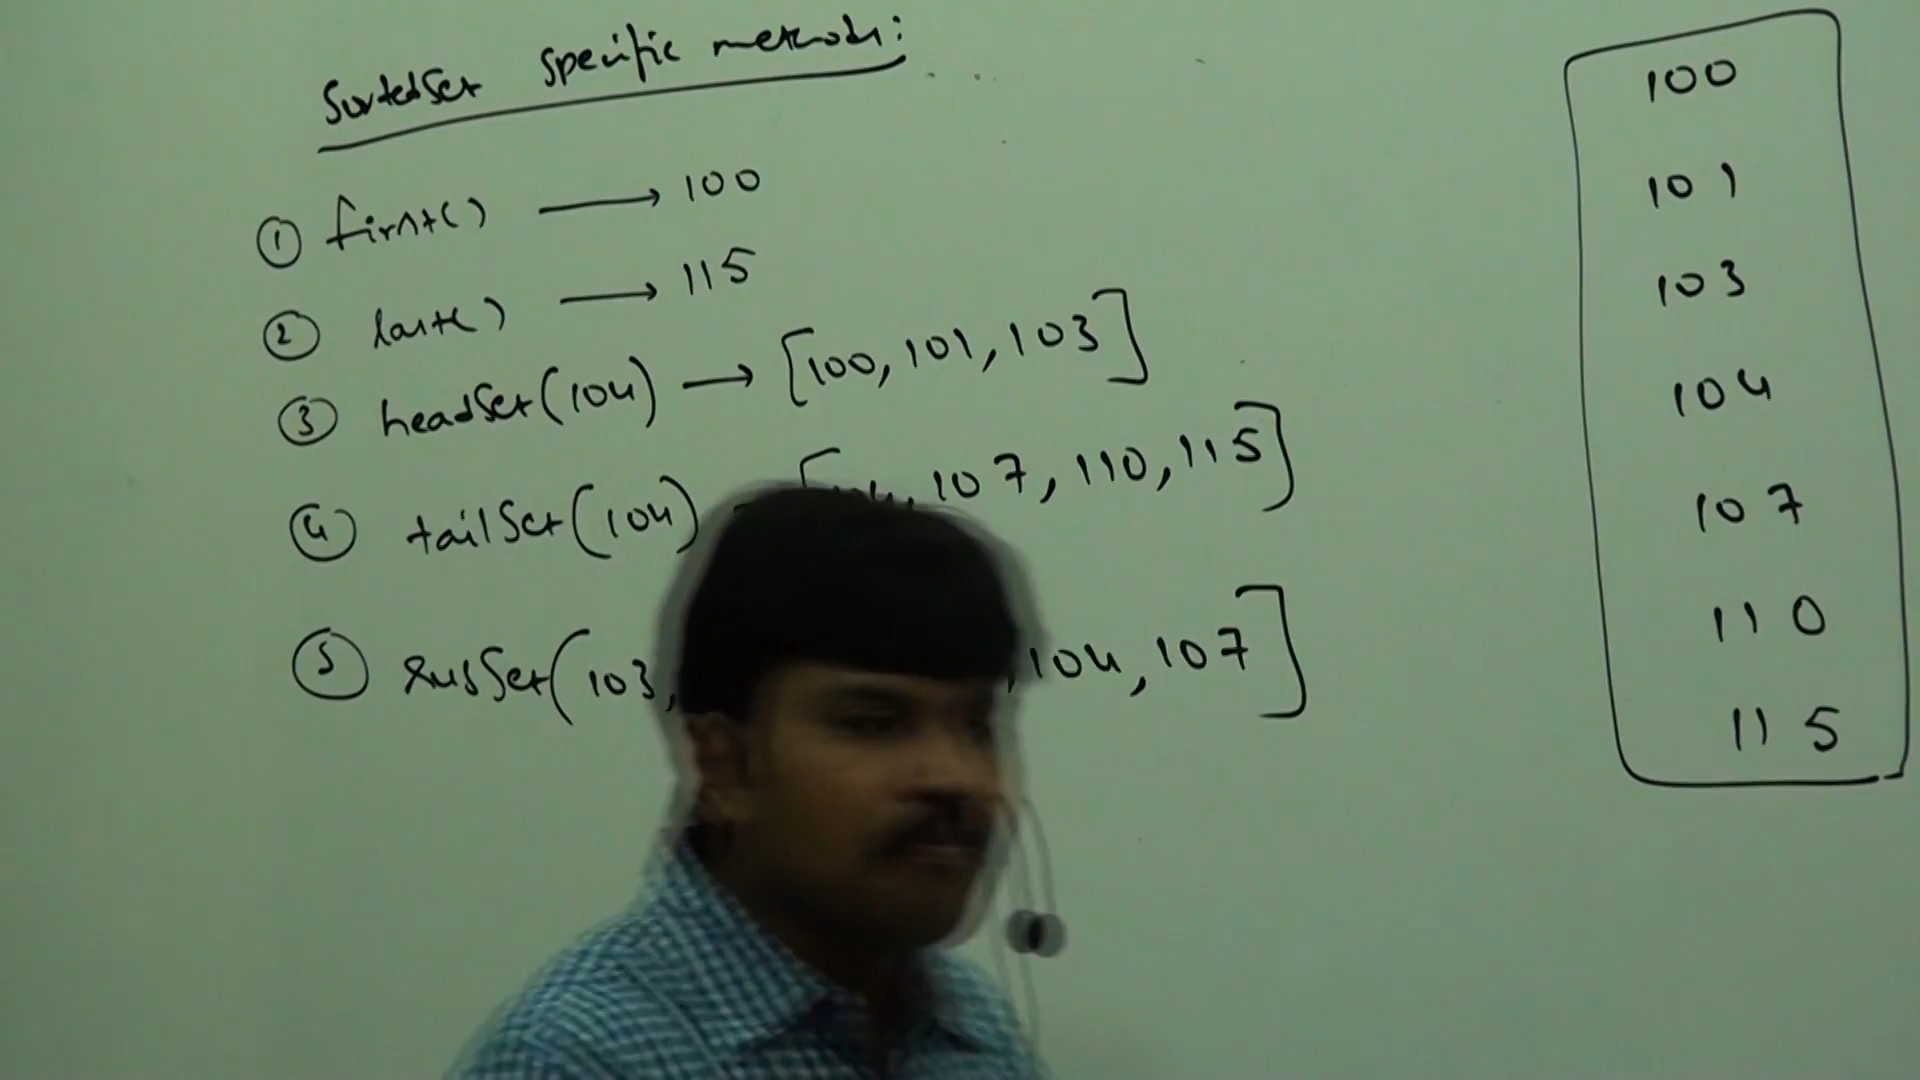 SortedSet specific methods:
① first() → 100
② last() → 115
③ headSet(104) → [100, 101, 103]
④ tailSet(104) [ , 107, 110, 115]
⑤ subSet(103, , 104, 107]
100
101
103
104
107
110
115